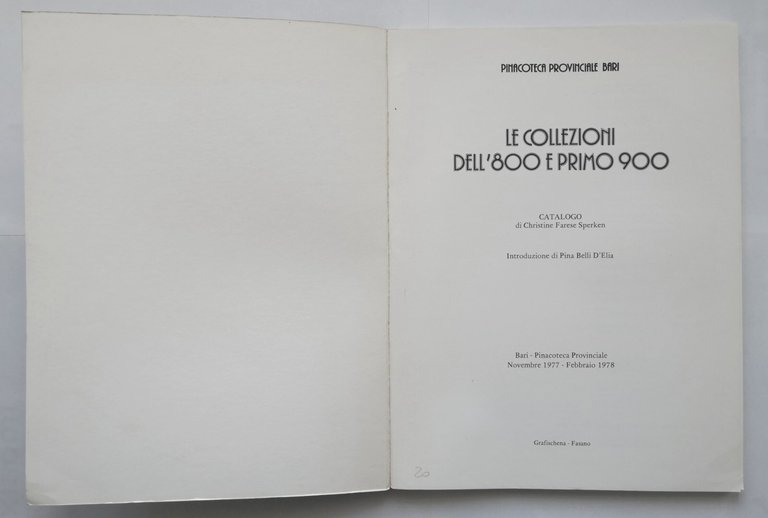 PINACOTECA PROVINCIALE BARI
LE COLLEZIONI
DELL'800 E PRIMO 900
CATALOGO
di Christine Farese Sperken
Introduzione di Pina Belli D'Elia
Bari - Pinacoteca Provinciale
Novembre 1977 - Febbraio 1978
Grafischena - Fasano
20